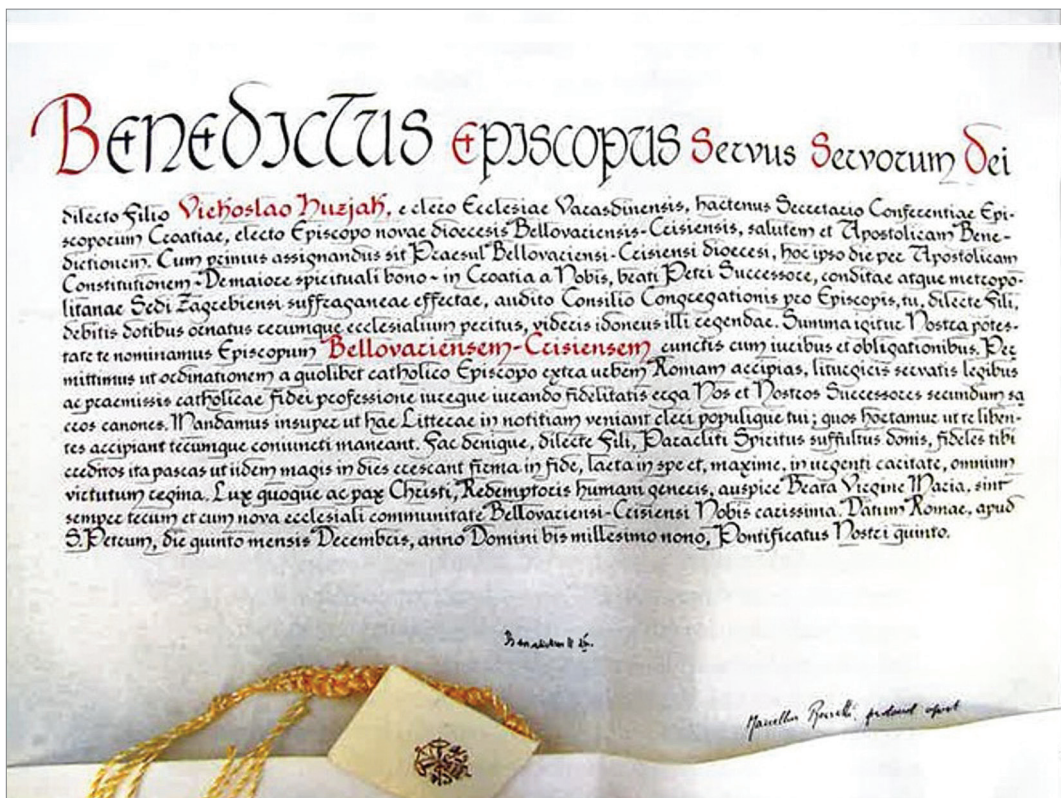 BENEDICTUS EPISCOPUS Servus Servorum Dei
dilecto Filio Viekoslao Huzjak, e clero Ecclesiae Varasdinensis, hactenus Secretario Conferentiae Epi-
scoporum Croatiae, electo Episcopo novae dioecesis Bellovariensis-Crisiensis, salutem et Apostolicam Bene-
dictionem. Cum primus assignandus sit Praesul Bellovariensi-Crisiensi dioecesi, hoc ipso die per Apostolicam
Constitutionem - De maiore spirituali bono - in Croatia a Nobis, beati Petri Successore, conditae atque metropo-
litanae Sedi Zagrebiensi suffraganeae effectae, audito Consilio Congregationis pro Episcopis, tu, dilecte Fili,
debitis dotibus ornatus rerumque ecclesialium peritus, videris idoneus illi regendae. Summa igitur Nostra potes-
tate te nominamus Episcopum Bellovariensem-Crisiensem cunctis cum iuribus et obligationibus. Per
mittimus ut ordinationem a quolibet catholico Episcopo extra urbem Romam accipias, liturgicis servatis legibus
ac praemissis catholicae fidei professione iureque iurando fidelitatis erga Nos et Nostros Successores secundum sa
cros canones. Mandamus insuper ut hae Litterae in notitiam veniant cleri populique tui; quos hortamur ut te liben-
tes accipiant tecumque coniuncti maneant. Fac denique, dilecte Fili, Paracliti Spiritus suffultus donis, fideles tibi
creditos ita pascas ut iidem magis in dies crescant firma in fide, laeta in spe et, maxime, in urgenti caritate, omnium
virtutum regina. Lux quoque ac pax Christi, Redemptoris humani generis, auspice Beata Virgine Maria, sint
semper tecum et cum nova ecclesiali communitate Bellovariensi-Crisiensi Nobis carissima. Datum Romae, apud
S. Petrum, die quinto mensis Decembris, anno Domini bis millesimo nono, Pontificatus Nostri quinto.